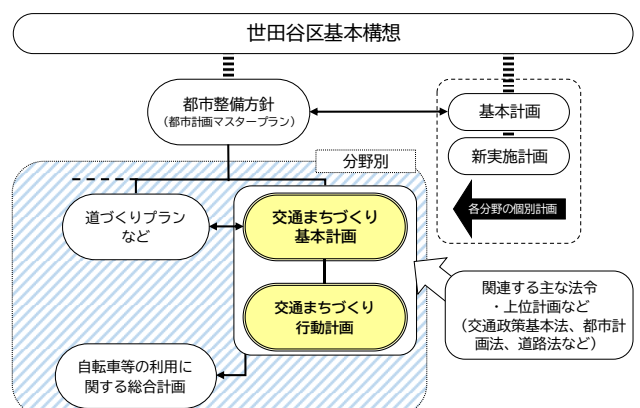 世田谷区基本構想
都市整備方針
（都市計画マスタープラン）
基本計画
新実施計画
分野別
各分野の個別計画
道づくりプラン
など
交通まちづくり
基本計画
交通まちづくり
行動計画
関連する主な法令
・上位計画など
（交通政策基本法、都市計
画法、道路法など）
自転車等の利用に
関する総合計画